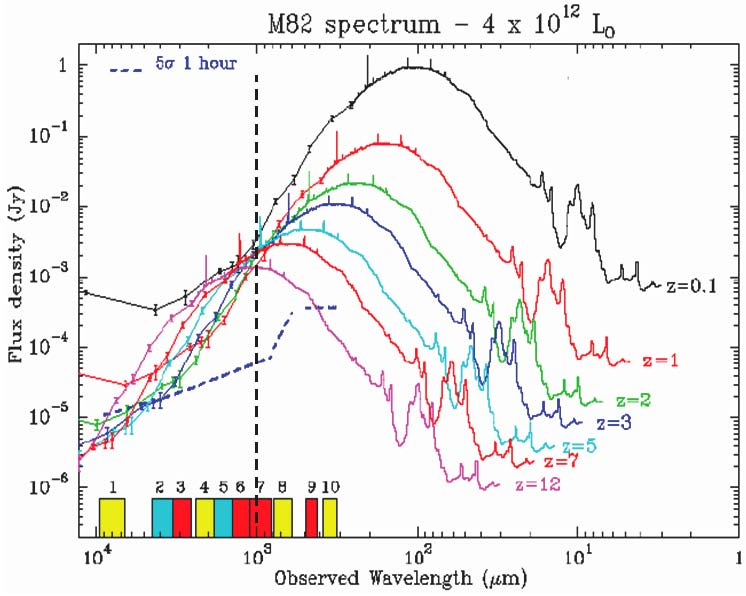 M82 spectrum – 4 x 10¹² L₀
5σ 1 hour
Flux density (Jy)
1
10⁻¹
10⁻²
10⁻³
10⁻⁴
10⁻⁵
10⁻⁶
z=0.1
z=1
z=2
z=3
z=5
z=7
z=12
1 2 3 4 5 6 7 8 9 10
10⁴ 10³ 10² 10¹ 1
Observed Wavelength (μm)